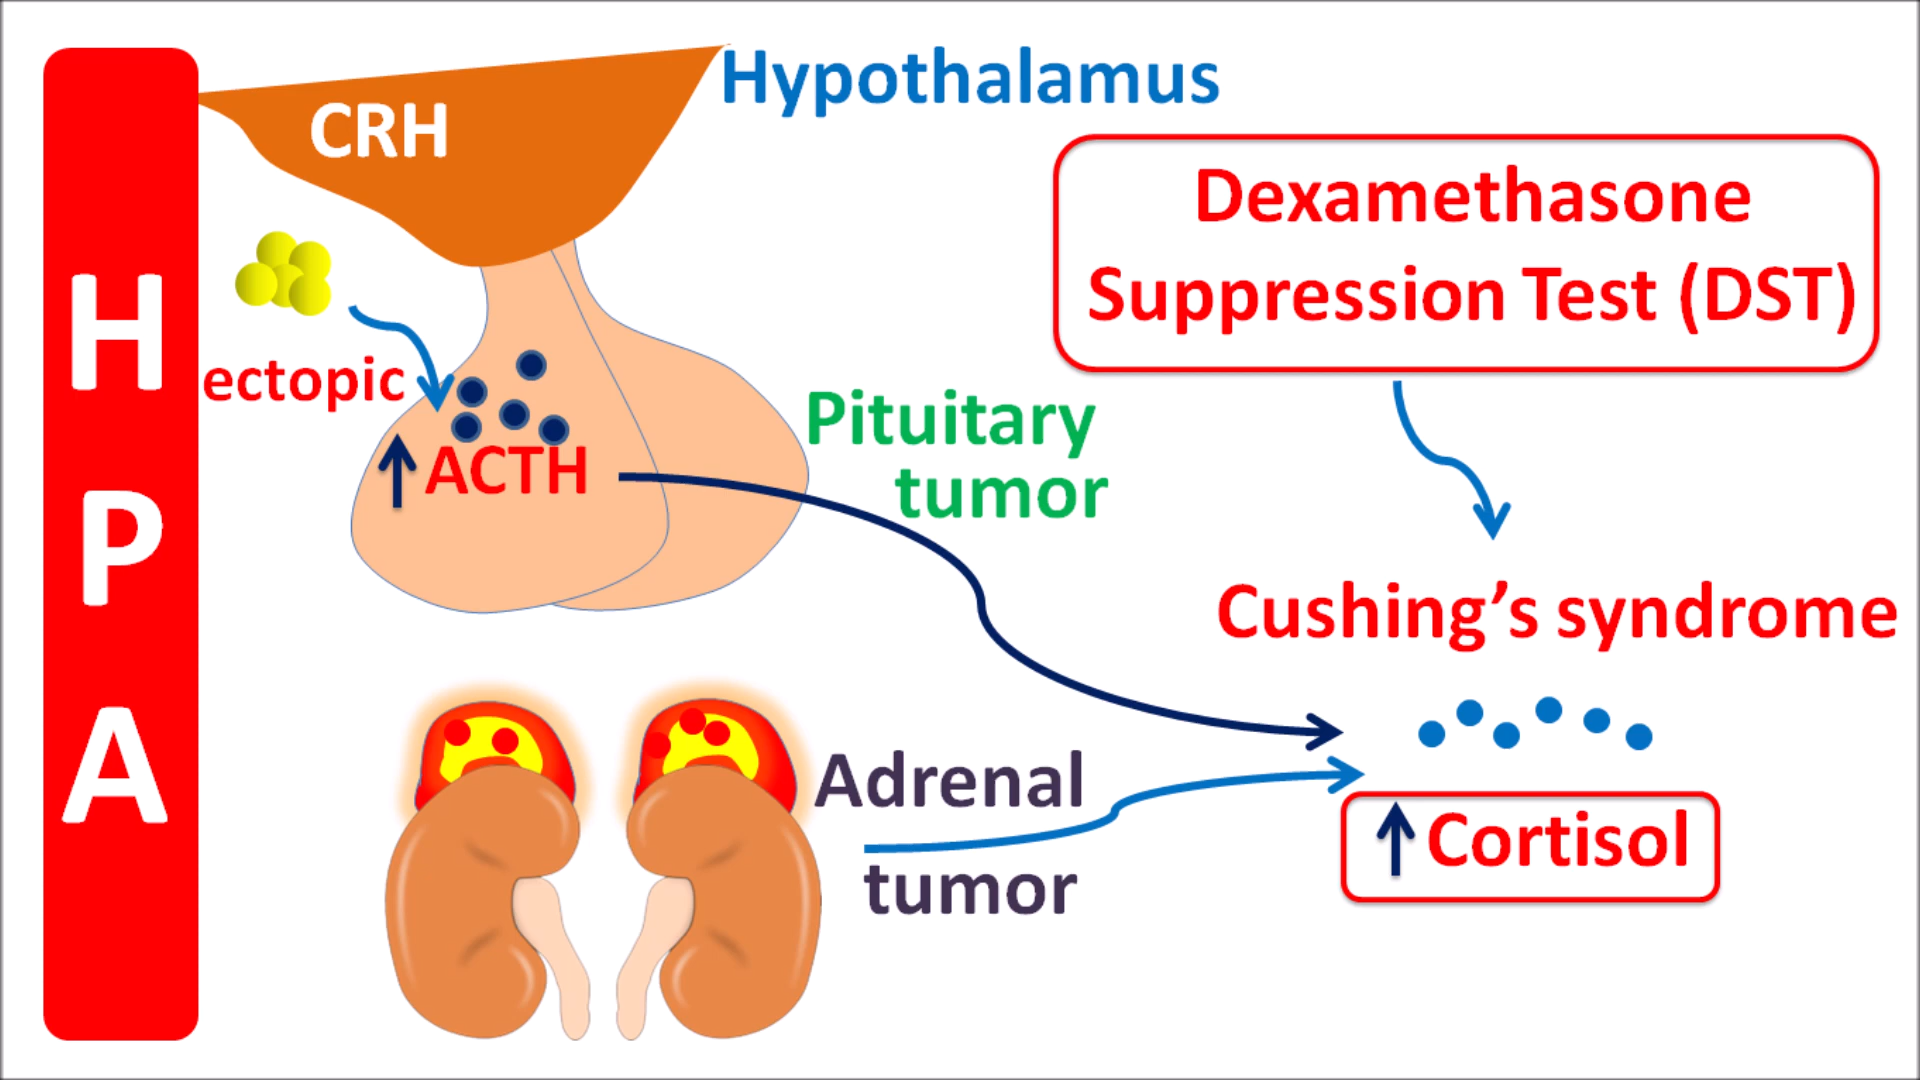 H
P
A
CRH
Hypothalamus
Dexamethasone
Suppression Test (DST)
ectopic
ACTH
Pituitary
tumor
Cushing’s syndrome
Adrenal
tumor
Cortisol